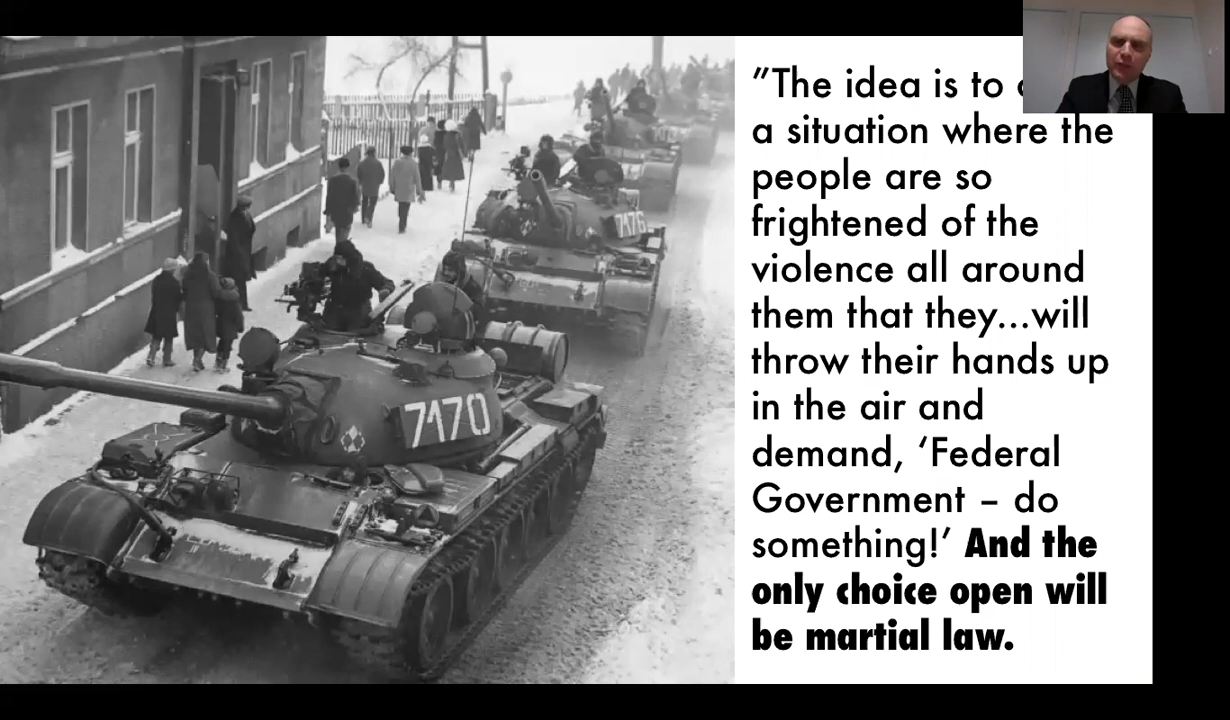 ”The idea is to
a situation where the
people are so
frightened of the
violence all around
them that they...will
throw their hands up
in the air and
demand, ‘Federal
Government – do
something!’ And the
only choice open will
be martial law.
7176
7170